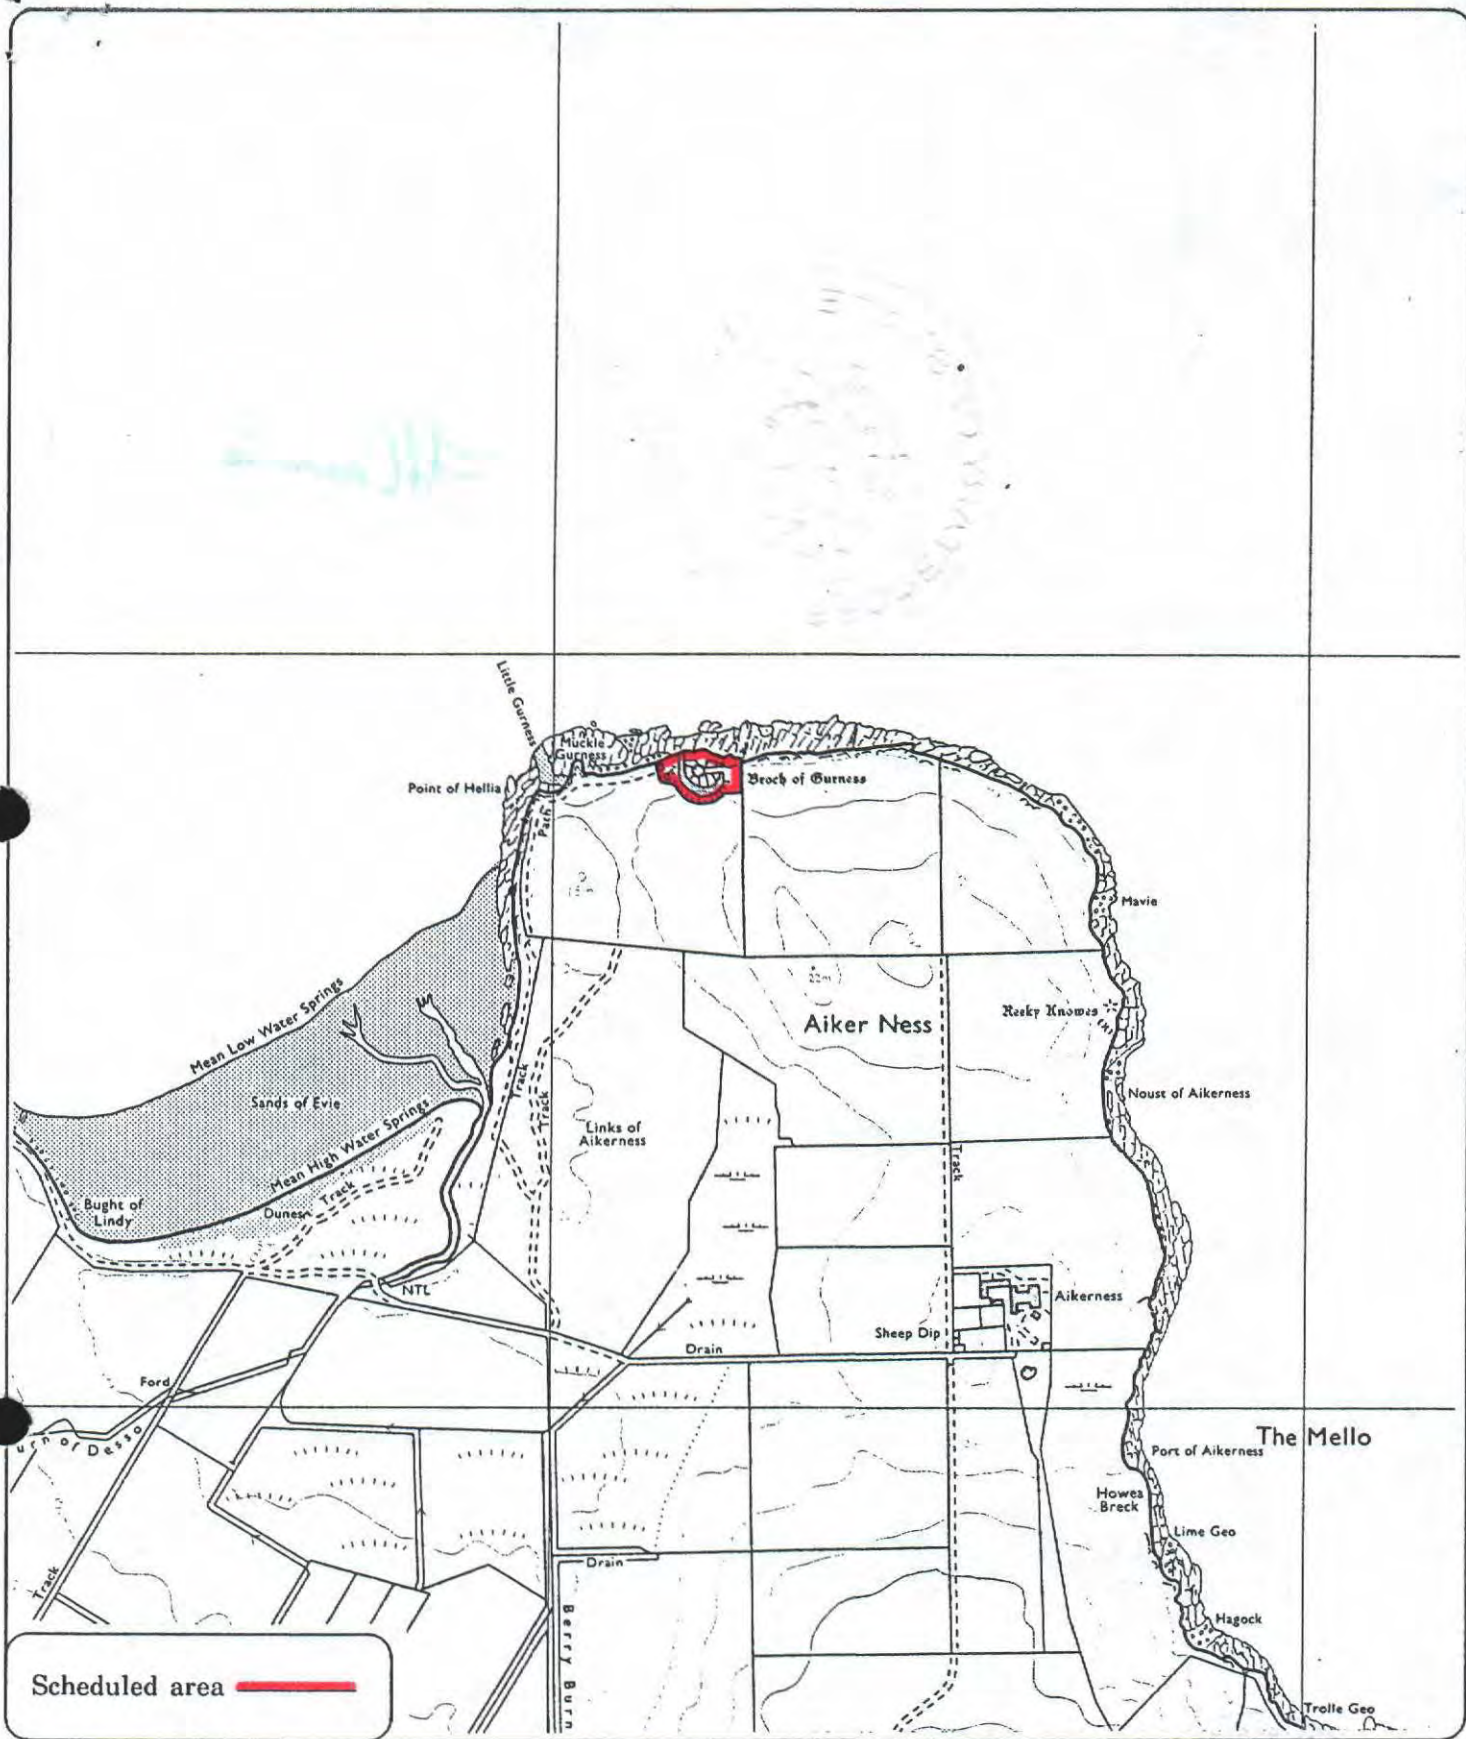 Little Gurness
Muckle
Gurness
Point of Hellia
Broch of Gurness
Path
Mavie
22m
Mean Low Water Springs
Aiker Ness
Reeky Knowes
Sands of Evie
Track
Track
Noust of Aikerness
Links of
Aikerness
Mean High Water Springs
Track
Track
Bught of
Lindy
Dunes
NTL
Aikerness
Sheep Dip
Drain
Ford
urn of Desso
The Mello
Port of Aikerness
Howea
Breck
Lime Geo
Drain
Track
Berry Burn
Hagock
Scheduled area
Trolle Geo